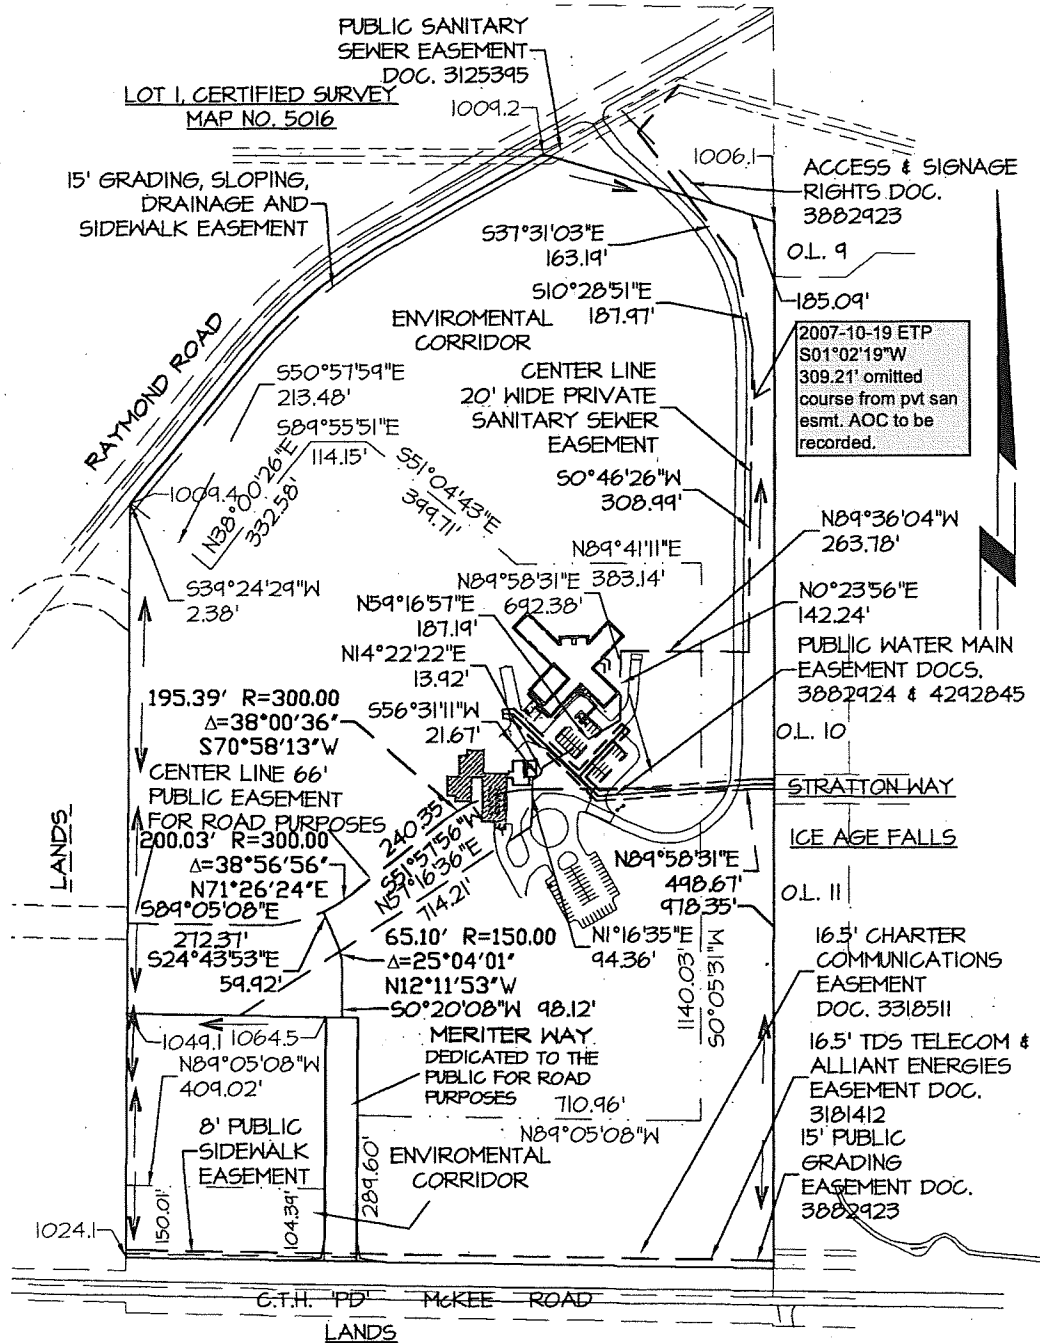 PUBLIC SANITARY
SEWER EASEMENT
DOC. 3125395
LOT 1, CERTIFIED SURVEY
MAP NO. 5016
1009.2
1006.1
ACCESS & SIGNAGE
RIGHTS DOC.
3882923
15' GRADING, SLOPING,
DRAINAGE AND
SIDEWALK EASEMENT
S37°31'03"E
163.19'
O.L. 9
S10°28'51"E
187.97'
185.09'
ENVIROMENTAL
CORRIDOR
RAYMOND ROAD
2007-10-19 ETP
S01°02'19"W
309.21' omitted
course from pvt san
esmt. AOC to be
recorded.
S50°57'59"E
213.48'
CENTER LINE
20' WIDE PRIVATE
SANITARY SEWER
EASEMENT
S89°55'51"E
114.15'
S51°04'43"E
399.71'
N38°00'26"E
332.58'
1009.4
S0°46'26"W
308.99'
N89°36'04"W
263.78'
N89°41'11"E
383.14'
S39°24'29"W
2.38'
N89°58'31"E
692.38'
N59°16'57"E
187.19'
N0°23'56"E
142.24'
N14°22'22"E
13.92'
PUBLIC WATER MAIN
EASEMENT DOCS.
3882924 & 4292845
195.39' R=300.00
Δ=38°00'36"
S70°58'13"W
S56°31'11"W
21.67'
O.L. 10
CENTER LINE 66'
PUBLIC EASEMENT
FOR ROAD PURPOSES
STRATTON WAY
200.03' R=300.00
Δ=38°56'56"
N71°26'24"E
240.35'
S51°57'56"W
N59°16'36"E
714.21'
ICE AGE FALLS
LANDS
N89°58'31"E
498.67'
978.35'
O.L. 11
S89°05'08"E
272.37'
S24°43'53"E
59.92'
65.10' R=150.00
Δ=25°04'01"
N12°11'53"W
S0°20'08"W 98.12'
N1°16'35"E
94.36'
1140.03'
S0°05'31"W
16.5' CHARTER
COMMUNICATIONS
EASEMENT
DOC. 3318511
1049.1
1064.5
N89°05'08"W
409.02'
MERITER WAY
DEDICATED TO THE
PUBLIC FOR ROAD
PURPOSES
16.5' TDS TELECOM &
ALLIANT ENERGIES
EASEMENT DOC.
3181412
710.96'
N89°05'08"W
8' PUBLIC
SIDEWALK
EASEMENT
ENVIROMENTAL
CORRIDOR
15' PUBLIC
GRADING
EASEMENT DOC.
3882923
150.01'
104.39'
289.60'
1024.1
C.T.H. 'PD' McKEE ROAD
LANDS